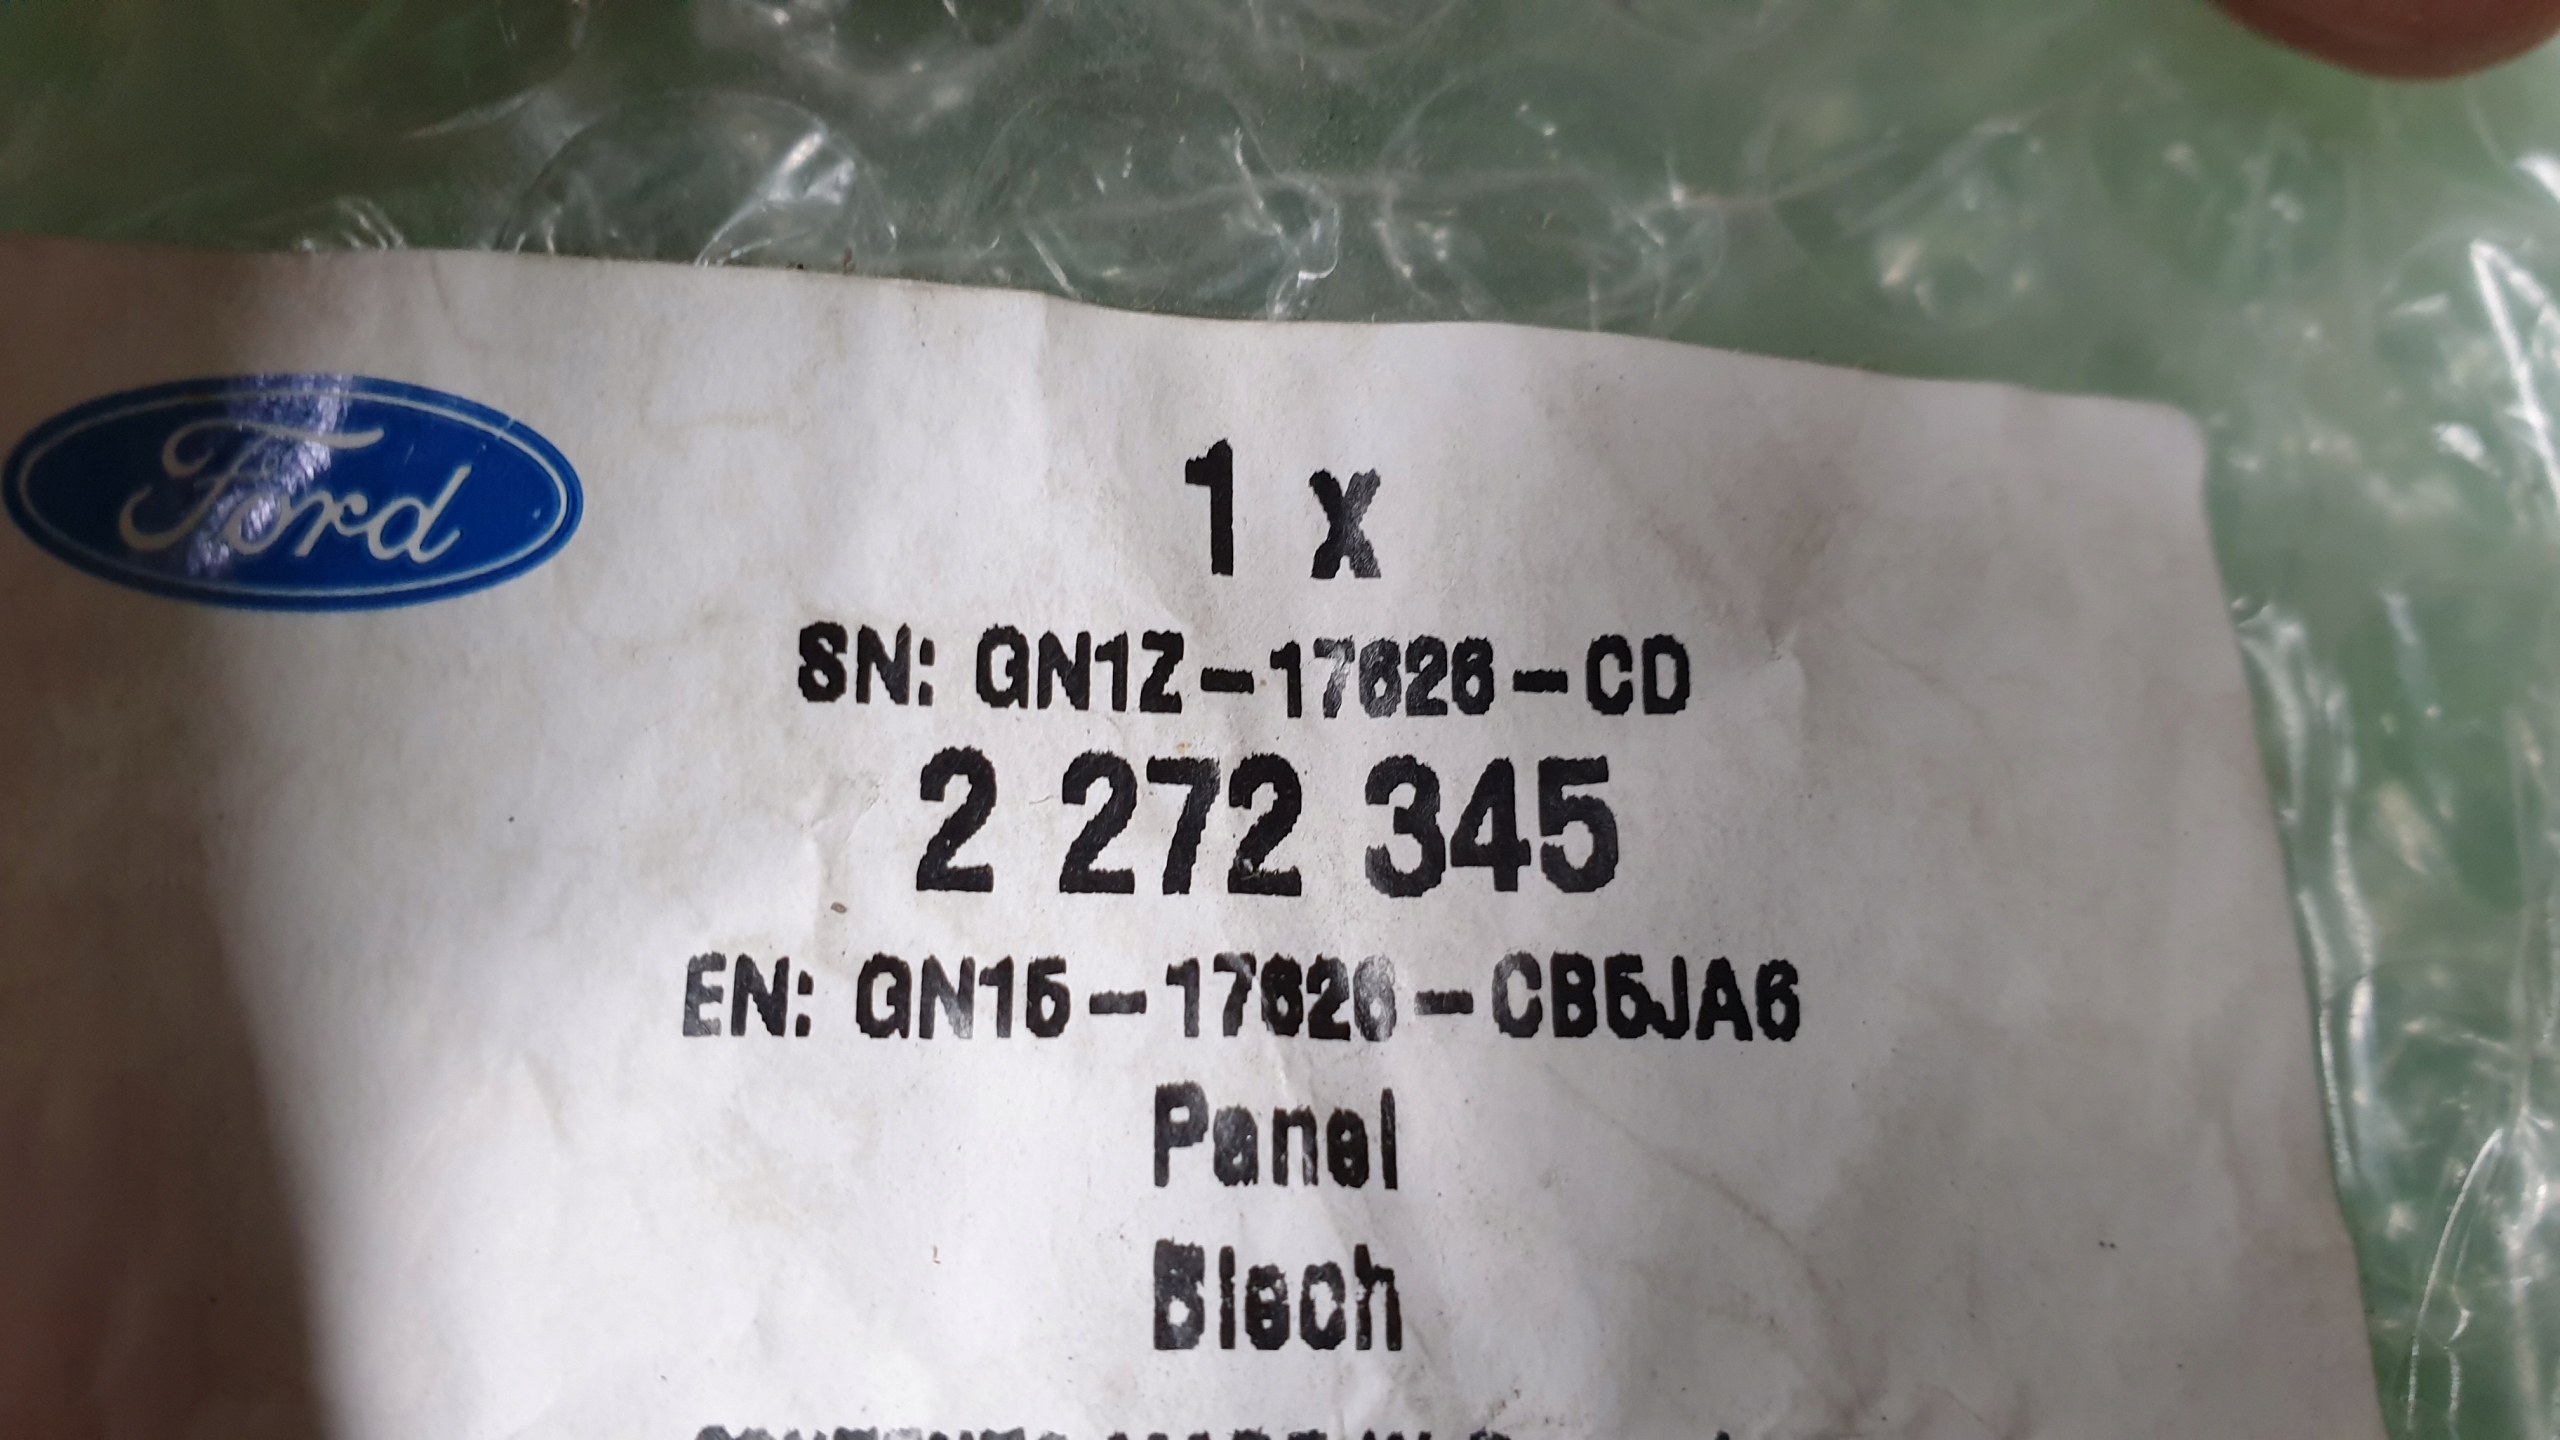 Ford
1 x
SN: GN1Z-17626-CD
2 272 345
EN: GN15-17626-CB5JA6
Panel
Blech